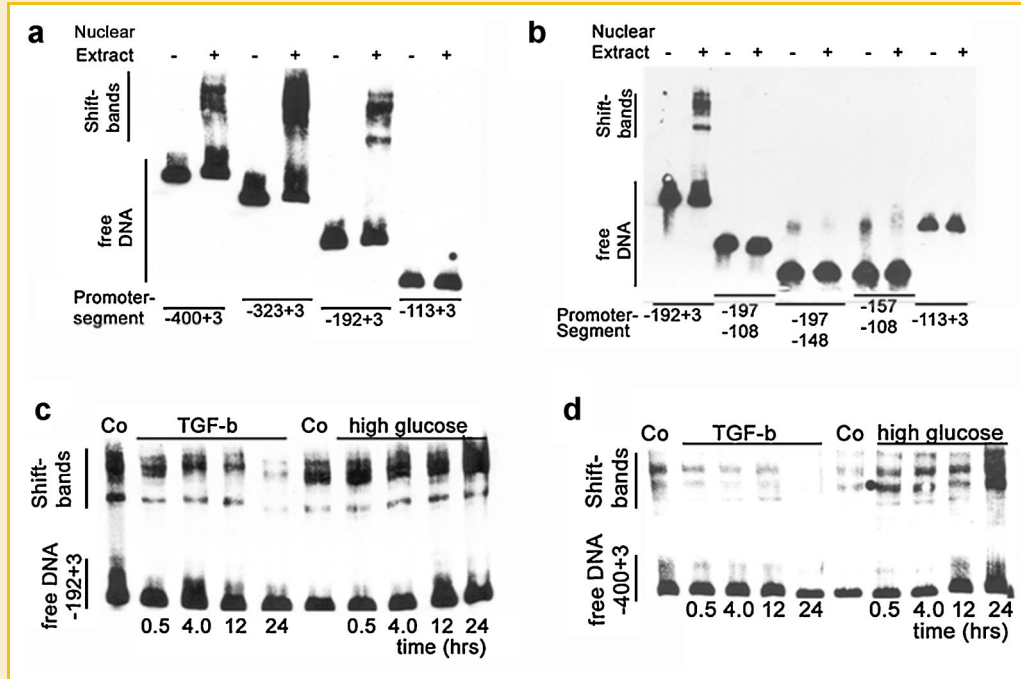 a
Nuclear
Extract - + - + - + - +
Shift-
bands
free
DNA
Promoter-
segment
-400+3 -323+3 -192+3 -113+3
b
Nuclear
Extract - + - + - + - + - +
Shift-
bands
free
DNA
Promoter-
Segment
-192+3 -197 -197 -157 -113+3
-108 -148 -108
c
Co TGF-b Co high glucose
Shift-
bands
free DNA
-192+3
0.5 4.0 12 24 0.5 4.0 12 24
time (hrs)
d
Co TGF-b Co high glucose
Shift-
bands
free DNA
-400+3
0.5 4.0 12 24 0.5 4.0 12 24
time (hrs)